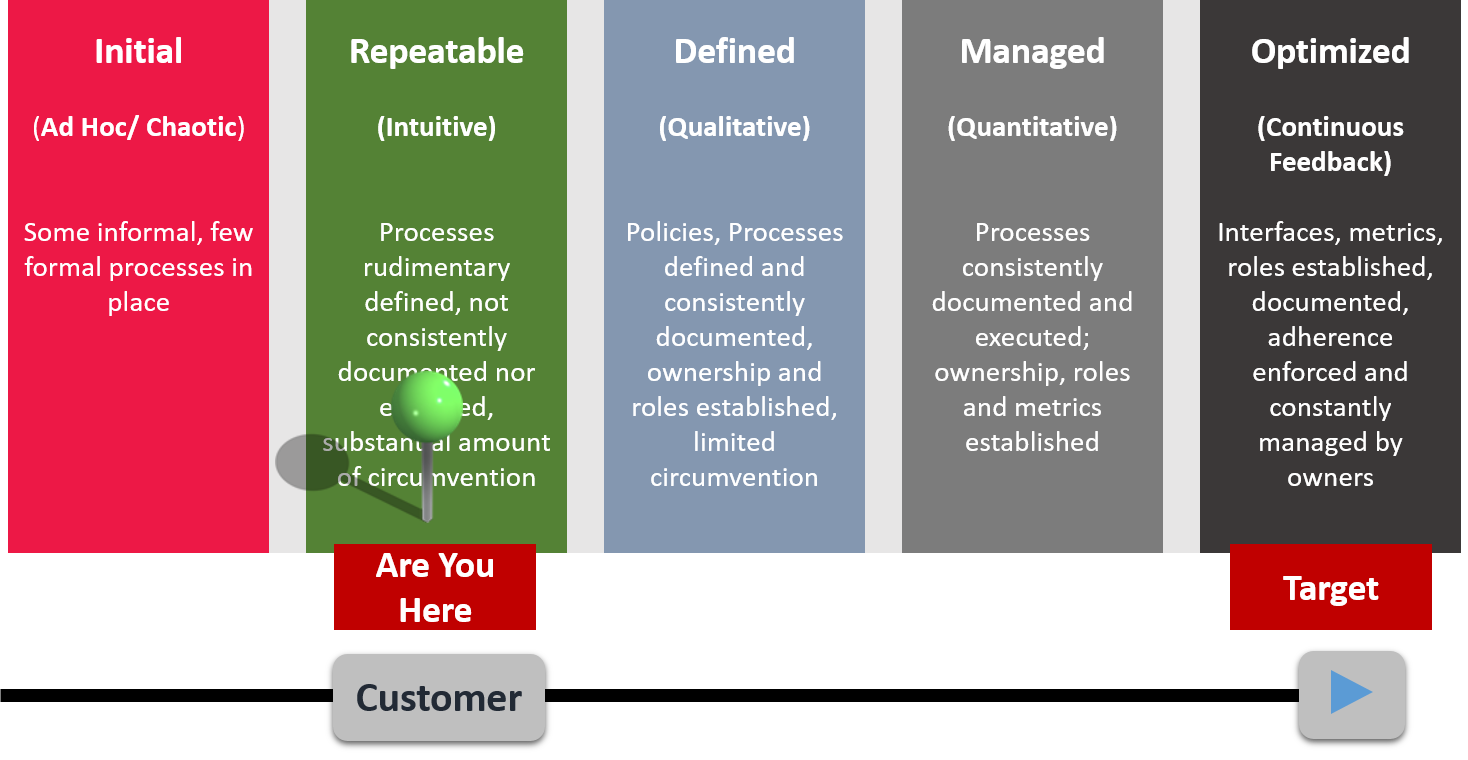 Initial
(Ad Hoc/ Chaotic)
Some informal, few
formal processes in
place
Repeatable
(Intuitive)
Processes
rudimentary
defined, not
consistently
documented nor
substantial amount
of circumvention
Defined
(Qualitative)
Policies, Processes
defined and
consistently
documented,
ownership and
roles established,
limited
circumvention
Managed
(Quantitative)
Processes
consistently
documented and
executed;
ownership, roles
and metrics
established
Optimized
(Continuous
Feedback)
Interfaces, metrics,
roles established,
documented,
adherence
enforced and
constantly
managed by
owners
Are You
Here
Target
Customer